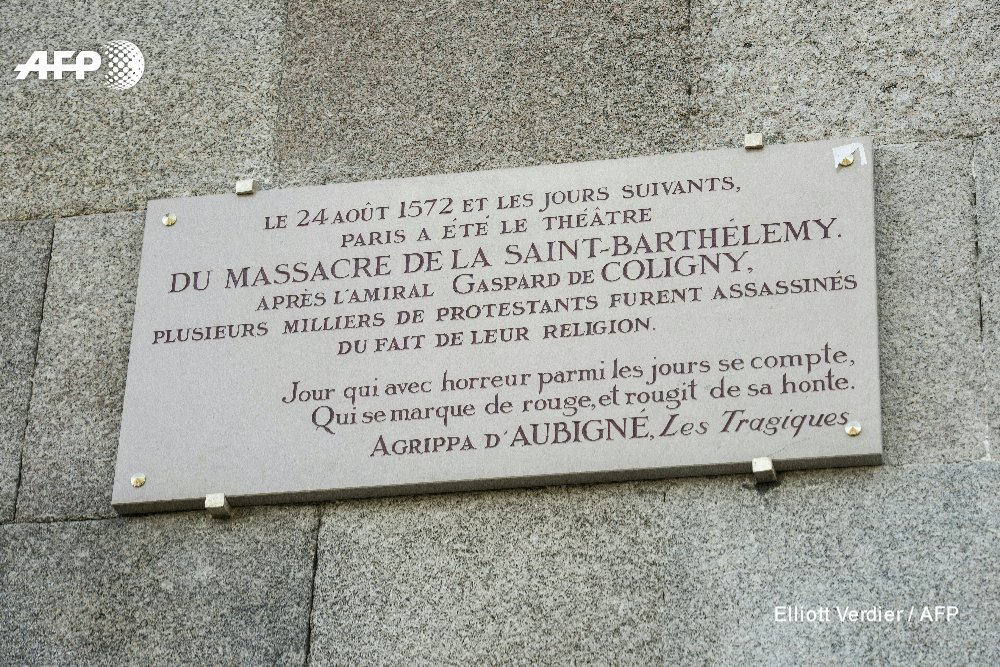 AFP
LE 24 AOÛT 1572 ET LES JOURS SUIVANTS,
PARIS A ÉTÉ LE THÉÂTRE
DU MASSACRE DE LA SAINT-BARTHÉLEMY.
APRÈS L'AMIRAL GASPARD DE COLIGNY,
PLUSIEURS MILLIERS DE PROTESTANTS FURENT ASSASSINÉS
DU FAIT DE LEUR RELIGION.
Jour qui avec horreur parmi les jours se compte,
Qui se marque de rouge, et rougit de sa honte.
AGRIPPA D'AUBIGNÉ, Les Tragiques
Elliott Verdier / AFP